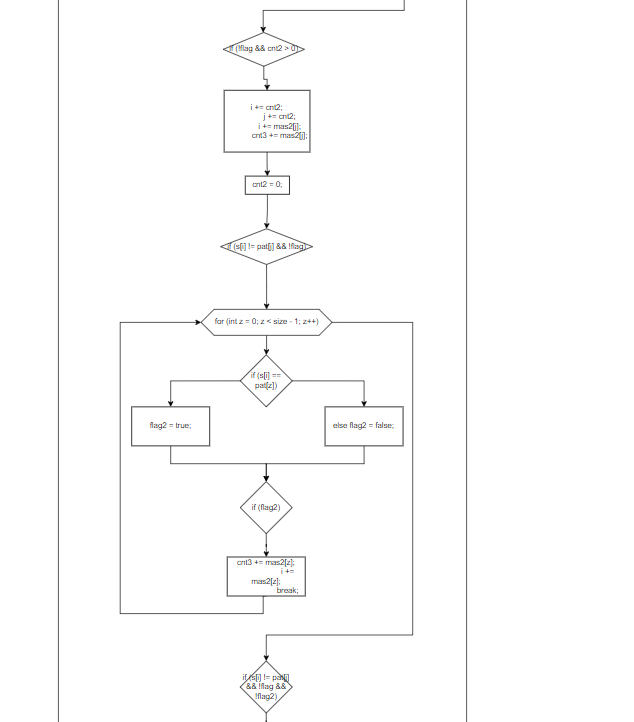 if (!flag && cnt2 > 0)
i += cnt2;
j += cnt2;
i += mas2[j];
cnt3 += mas2[j];
cnt2 = 0;
if (s[i] != pat[j] && !flag)
for (int z = 0; z < size - 1; z++)
if (s[i] ==
pat[z])
flag2 = true;
else flag2 = false;
if (flag2)
cnt3 += mas2[z];
i +=
mas2[z];
break;
if (s[i] != pat[j]
&& !flag &&
!flag2)